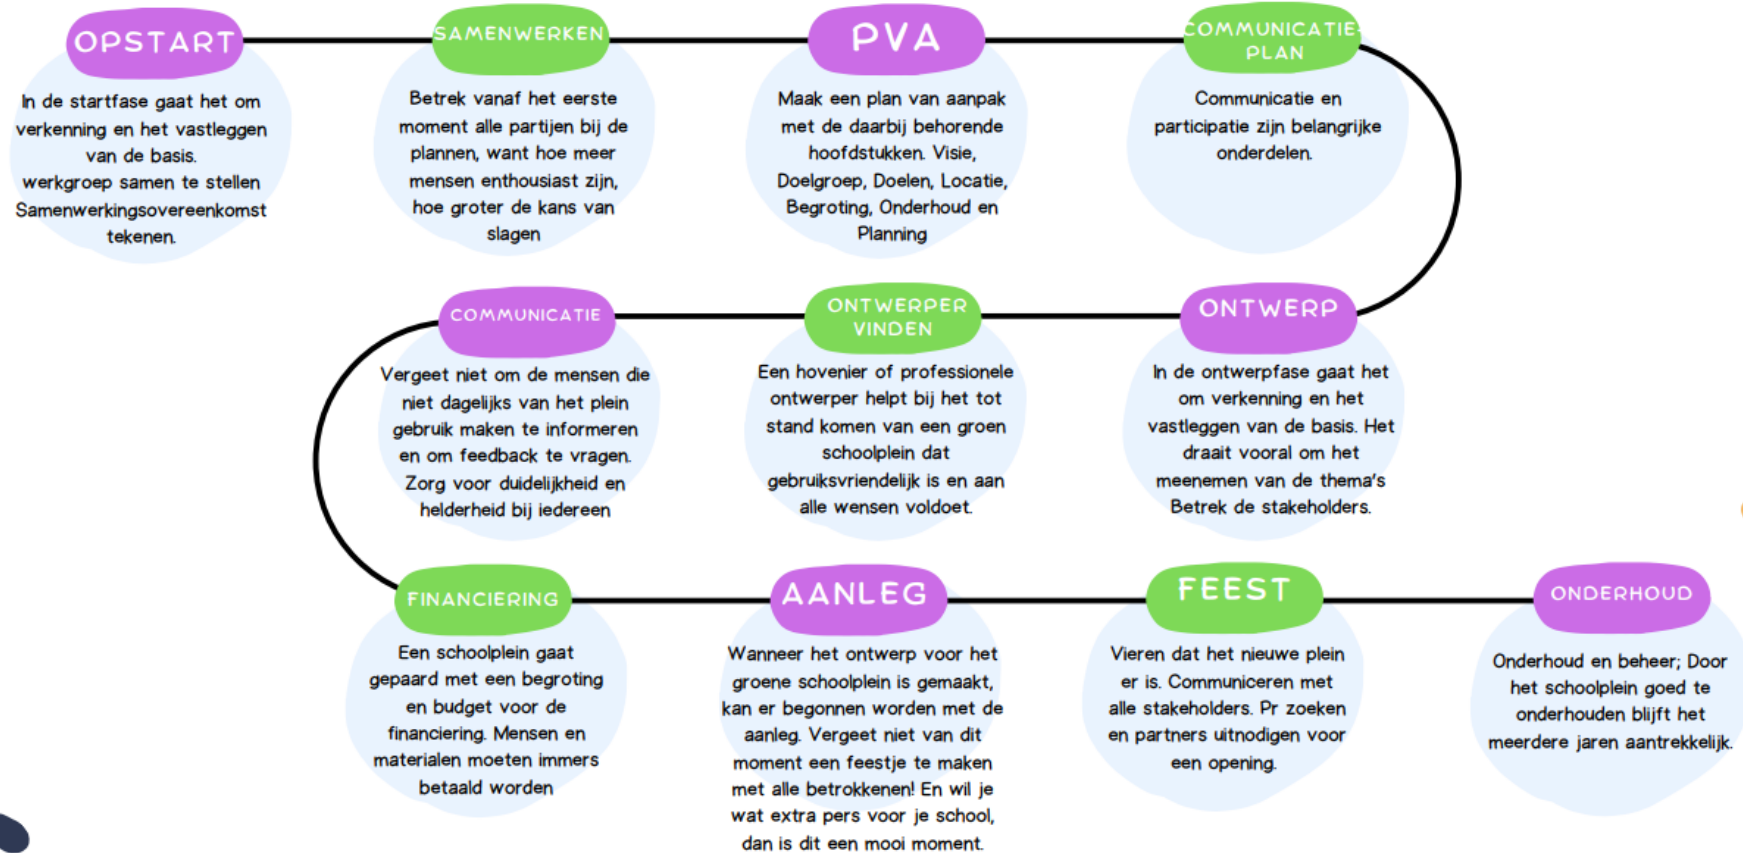 OPSTART
In de startfase gaat het om
verkenning en het vastleggen
van de basis.
werkgroep samen te stellen
Samenwerkingsovereenkomst
tekenen.
SAMENWERKEN
Betrek vanaf het eerste
moment alle partijen bij de
plannen, want hoe meer
mensen enthousiast zijn,
hoe groter de kans van
slagen
PVA
Maak een plan van aanpak
met de daarbij behorende
hoofdstukken. Visie,
Doelgroep, Doelen, Locatie,
Begroting, Onderhoud en
Planning
COMMUNICATIE-
PLAN
Communicatie en
participatie zijn belangrijke
onderdelen.
ONTWERP
In de ontwerpfase gaat het
om verkenning en het
vastleggen van de basis. Het
draait vooral om het
meenemen van de thema's
Betrek de stakeholders.
ONTWERPER
VINDEN
Een hovenier of professionele
ontwerper helpt bij het tot
stand komen van een groen
schoolplein dat
gebruiksvriendelijk is en aan
alle wensen voldoet.
COMMUNICATIE
Vergeet niet om de mensen die
niet dagelijks van het plein
gebruik maken te informeren
en om feedback te vragen.
Zorg voor duidelijkheid en
helderheid bij iedereen
FINANCIERING
Een schoolplein gaat
gepaard met een begroting
en budget voor de
financiering. Mensen en
materialen moeten immers
betaald worden
AANLEG
Wanneer het ontwerp voor het
groene schoolplein is gemaakt,
kan er begonnen worden met de
aanleg. Vergeet niet van dit
moment een feestje te maken
met alle betrokkenen! En wil je
wat extra pers voor je school,
dan is dit een mooi moment.
FEEST
Vieren dat het nieuwe plein
er is. Communiceren met
alle stakeholders. Pr zoeken
en partners uitnodigen voor
een opening.
ONDERHOUD
Onderhoud en beheer; Door
het schoolplein goed te
onderhouden blijft het
meerdere jaren aantrekkelijk.